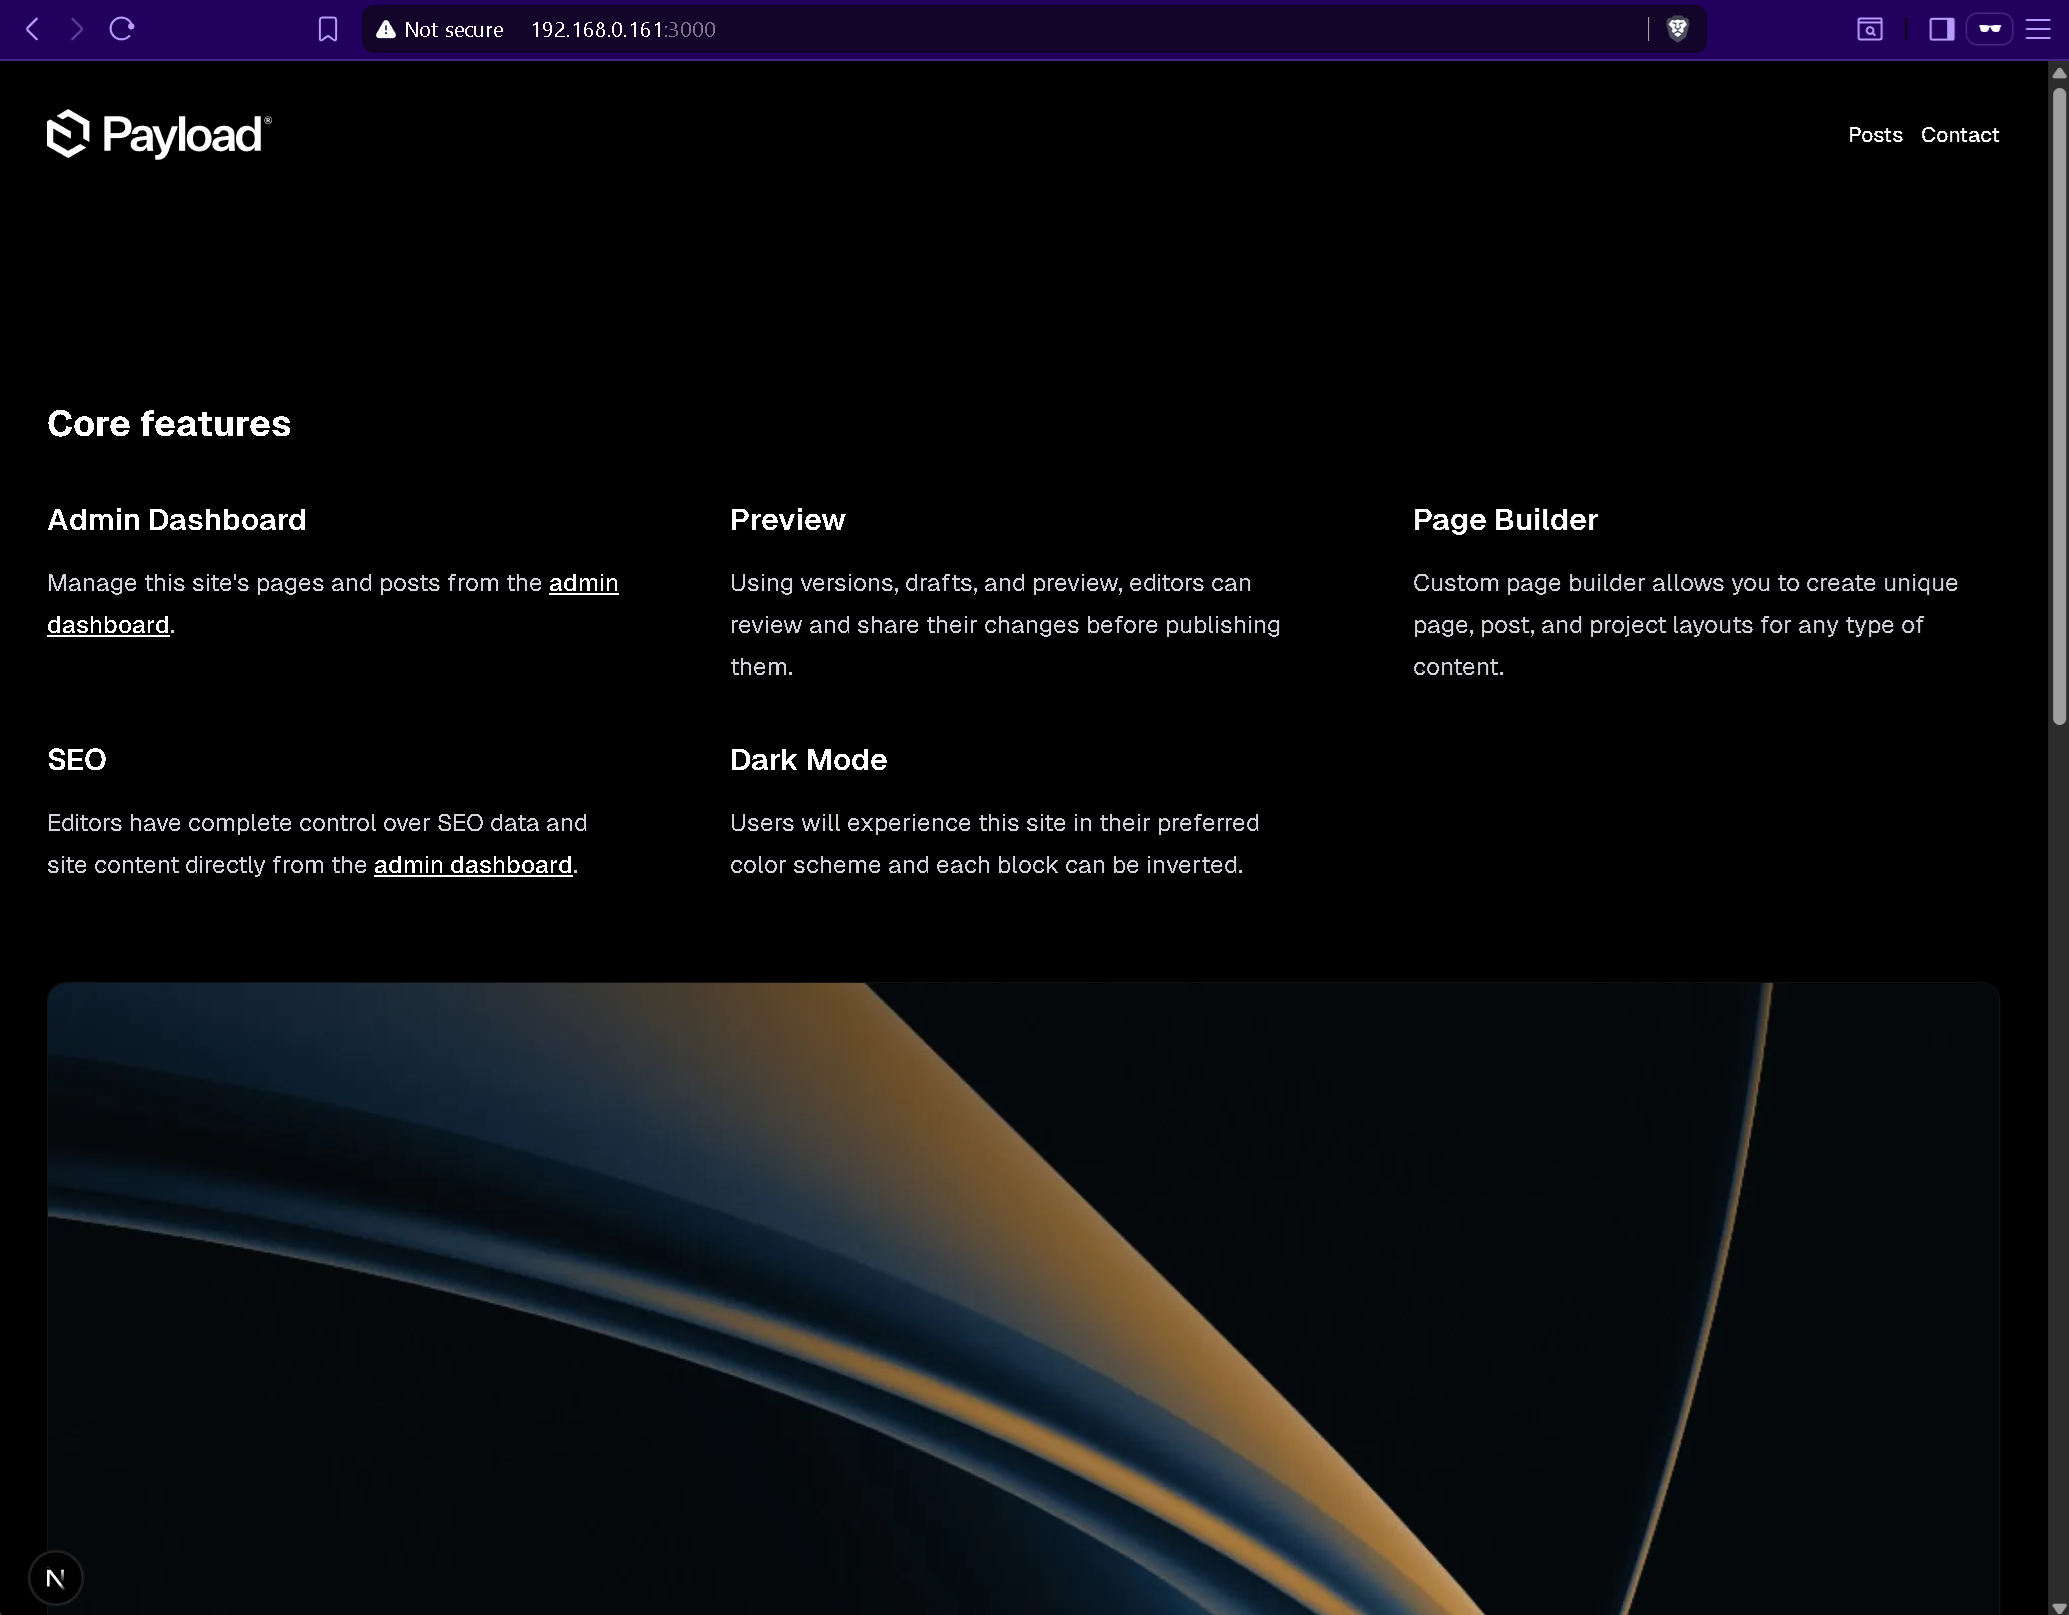 Not secure 192.168.0.161:3000
Payload®
Posts Contact
Core features
Admin Dashboard
Manage this site's pages and posts from the admin
dashboard.
Preview
Using versions, drafts, and preview, editors can
review and share their changes before publishing
them.
Page Builder
Custom page builder allows you to create unique
page, post, and project layouts for any type of
content.
SEO
Editors have complete control over SEO data and
site content directly from the admin dashboard.
Dark Mode
Users will experience this site in their preferred
color scheme and each block can be inverted.
N